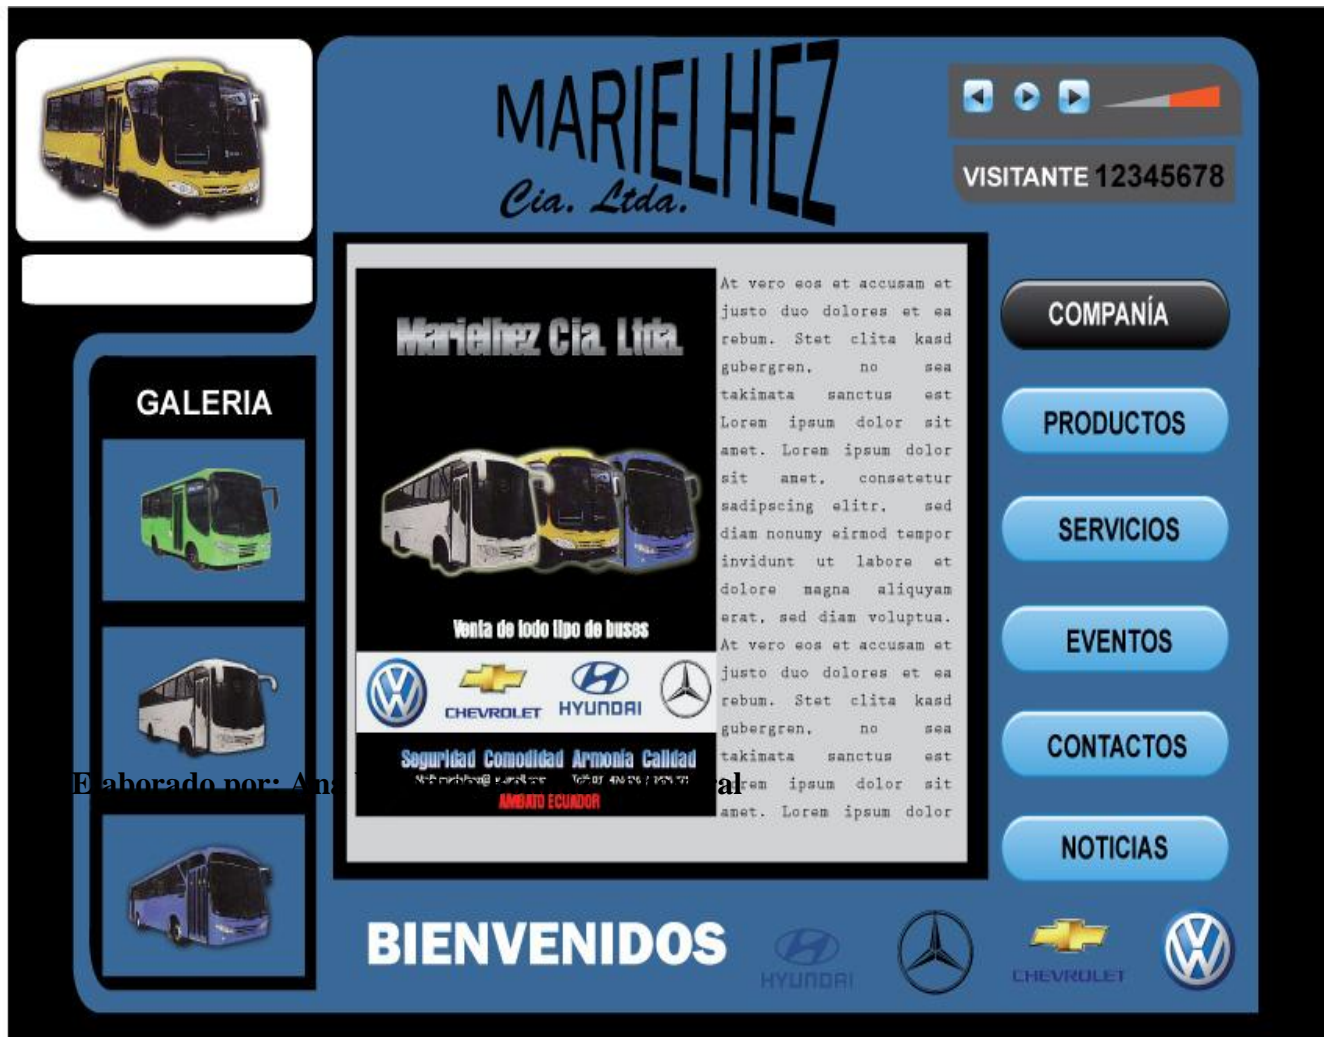 MARIELHEZ
Cia. Ltda.
VISITANTE 12345678
GALERIA
Marielhez Cia. Ltda.
Venta de todo tipo de buses
CHEVROLET
HYUNDAI
Seguridad Comodidad Armonía Calidad
AMBATO ECUADOR
Elaborado por:
At vero eos et accusam et
justo duo dolores et ea
rebum. Stet clita kasd
gubergren, no sea
takimata sanctus est
Lorem ipsum dolor sit
amet. Lorem ipsum dolor
sit amet, consetetur
sadipscing elitr, sed
diam nonumy eirmod tempor
invidunt ut labore et
dolore magna aliquyam
erat, sed diam voluptua.
At vero eos et accusam et
justo duo dolores et ea
rebum. Stet clita kasd
gubergren, no sea
takimata sanctus est
Lorem ipsum dolor sit
amet. Lorem ipsum dolor
COMPANÍA
PRODUCTOS
SERVICIOS
EVENTOS
CONTACTOS
NOTICIAS
BIENVENIDOS
HYUNDAI
CHEVROLET